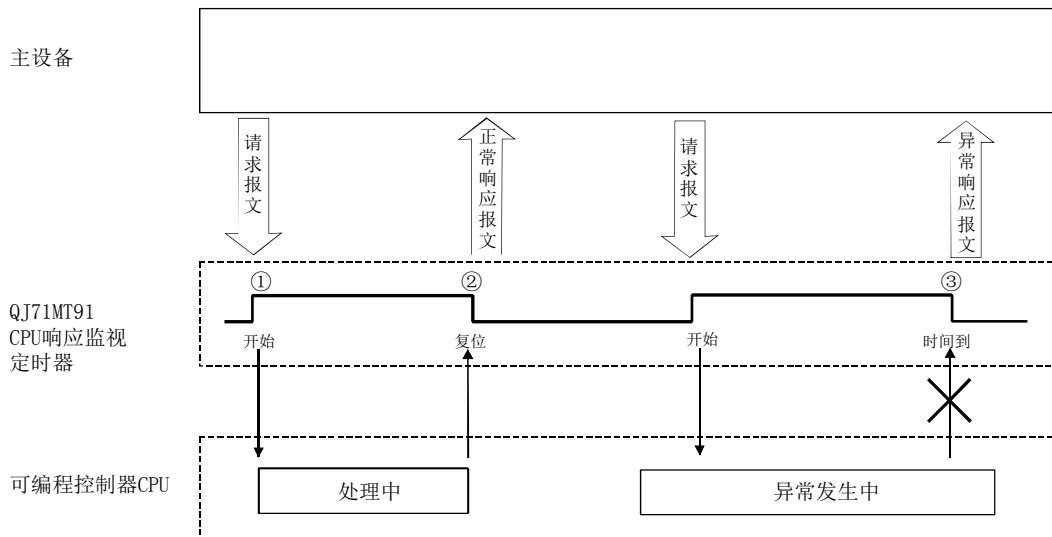 主设备
请求报文
正常响应报文
请求报文
异常响应报文
① ② ③
QJ71MT91
CPU响应监视
定时器
开始 复位 开始 时间到
可编程控制器CPU
处理中 异常发生中